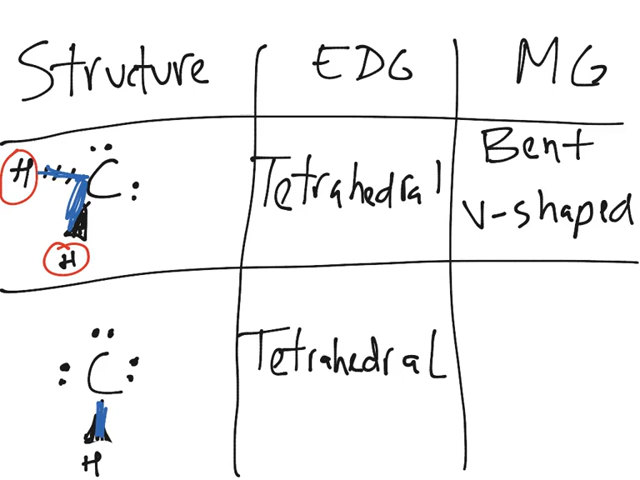 Structure EDG MG
H C Tetrahedral Bent
V-shaped
H
C Tetrahedral
H